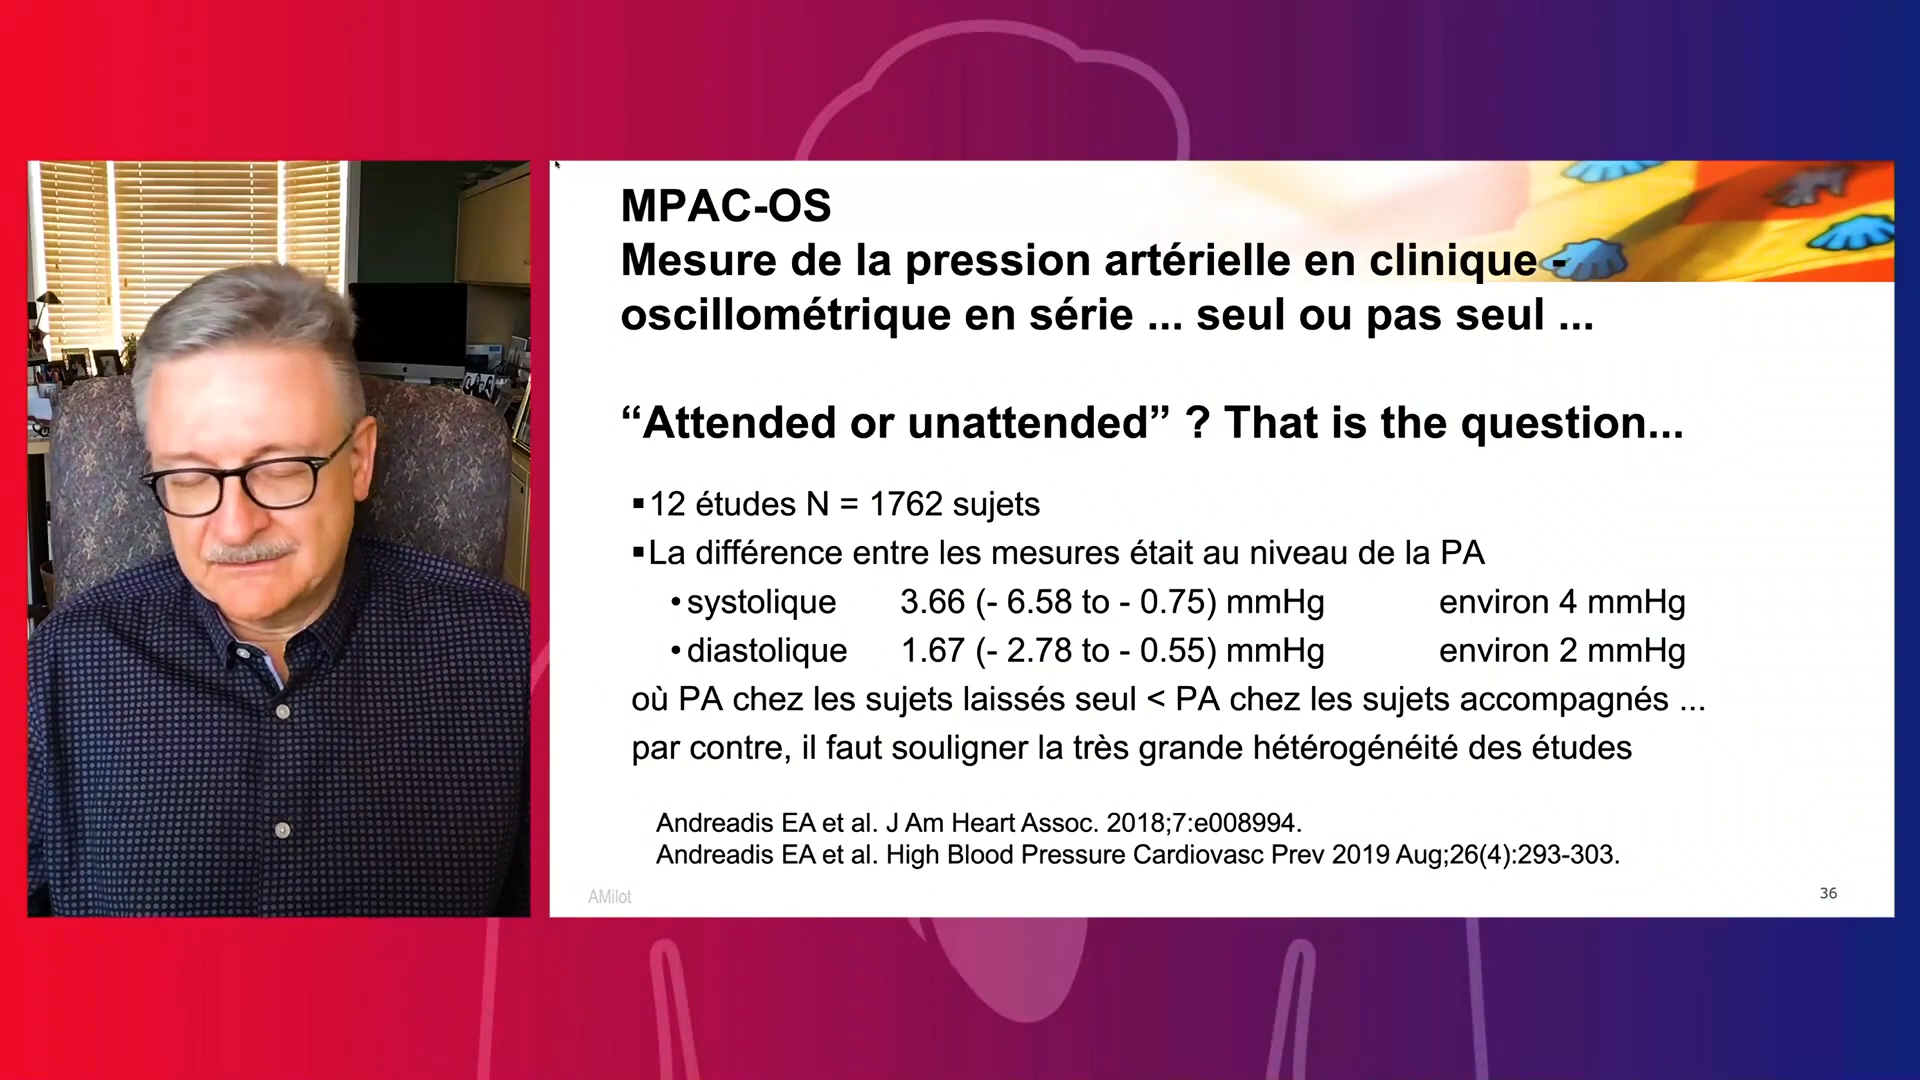 MPAC-OS
Mesure de la pression artérielle en clinique -
oscillométrique en série ... seul ou pas seul ...
“Attended or unattended” ? That is the question...
▪12 études N = 1762 sujets
▪La différence entre les mesures était au niveau de la PA
•systolique 3.66 (- 6.58 to - 0.75) mmHg environ 4 mmHg
•diastolique 1.67 (- 2.78 to - 0.55) mmHg environ 2 mmHg
où PA chez les sujets laissés seul < PA chez les sujets accompagnés ...
par contre, il faut souligner la très grande hétérogénéité des études
Andreadis EA et al. J Am Heart Assoc. 2018;7:e008994.
Andreadis EA et al. High Blood Pressure Cardiovasc Prev 2019 Aug;26(4):293-303.
AMilot
36